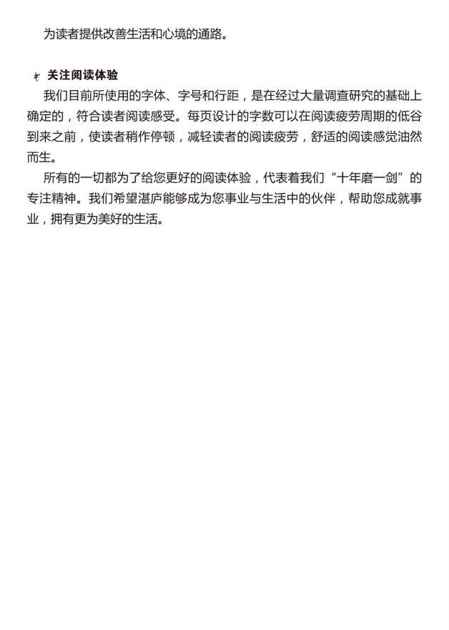 为读者提供改善生活和心境的通路。
关注阅读体验
我们目前所使用的字体、字号和行距，是在经过大量调查研究的基础上
确定的，符合读者阅读感受。每页设计的字数可以在阅读疲劳周期的低谷
到来之前，使读者稍作停顿，减轻读者的阅读疲劳，舒适的阅读感觉油然
而生。
所有的一切都为了给您更好的阅读体验，代表着我们“十年磨一剑”的
专注精神。我们希望湛庐能够成为您事业与生活中的伙伴，帮助您成就事
业，拥有更为美好的生活。